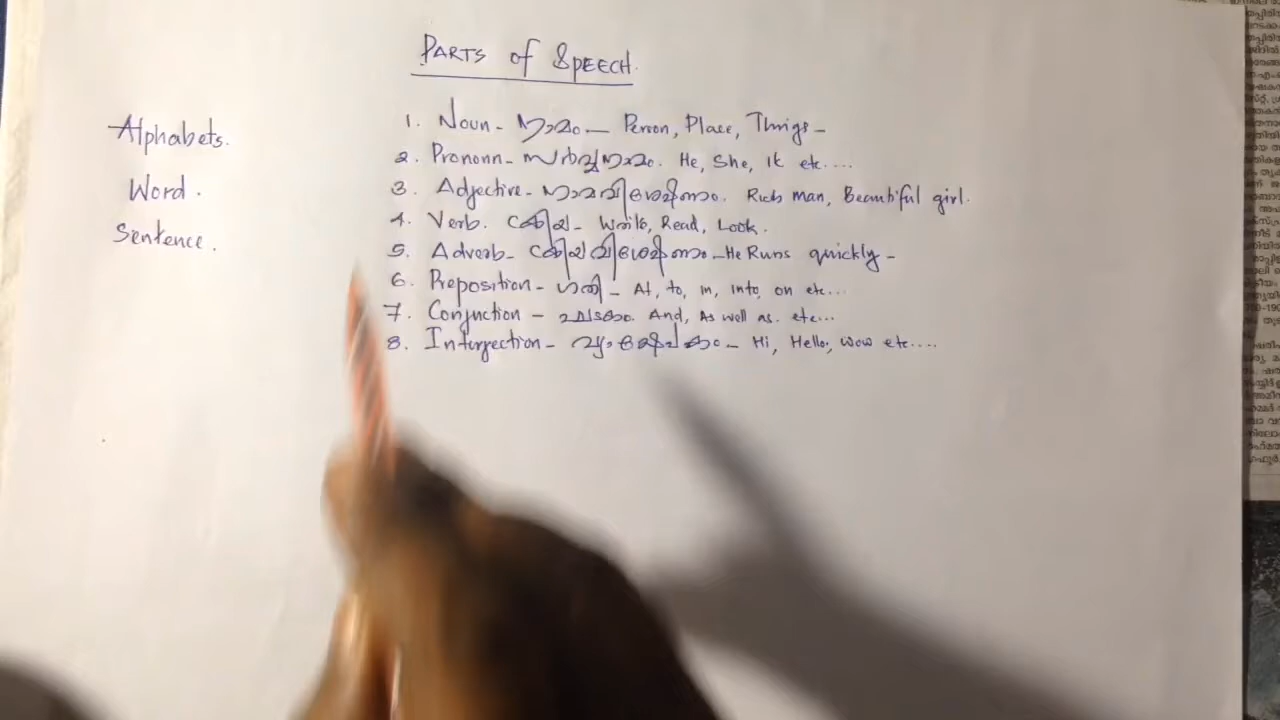 PARTS of SPEECH.
Alphabets.
Word.
Sentence.
1. Noun - നാമം - Person, Place, Things -
2. Pronoun - സർവ്വനാമം. He, She, It etc....
3. Adjective - നാമവിശേഷണം. Rich man, Beautiful girl.
4. Verb. ക്രിയ - Write, Read, Look.
5. Adverb - ക്രിയാവിശേഷണം - He Runs quickly -
6. Preposition - ഗതി - At, to, in, into, on etc...
7. Conjuction - ഘടകം. And, As well as. etc...
8. Interjection - വ്യാക്ഷേപകം - Hi, Hello, wow etc....